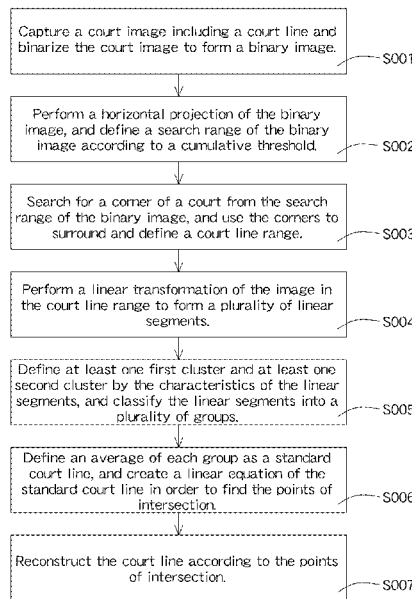 Capture a court image including a court line and
binarize the court image to form a binary image.
S001
Perform a horizontal projection of the binary
image, and define a search range of the binary
image according to a cumulative threshold.
S002
Search for a corner of a court from the search
range of the binary image, and use the corners to
surround and define a court line range.
S003
Perform a linear transformation of the image in
the court line range to form a plurality of linear
segments.
S004
Define at least one first cluster and at least one
second cluster by the characteristics of the linear
segments, and classify the linear segments into a
plurality of groups.
S005
Define an average of each group as a standard
court line, and create a linear equation of the
standard court line in order to find the points of
intersection.
S006
Reconstruct the court line according to the points
of intersection.
S007